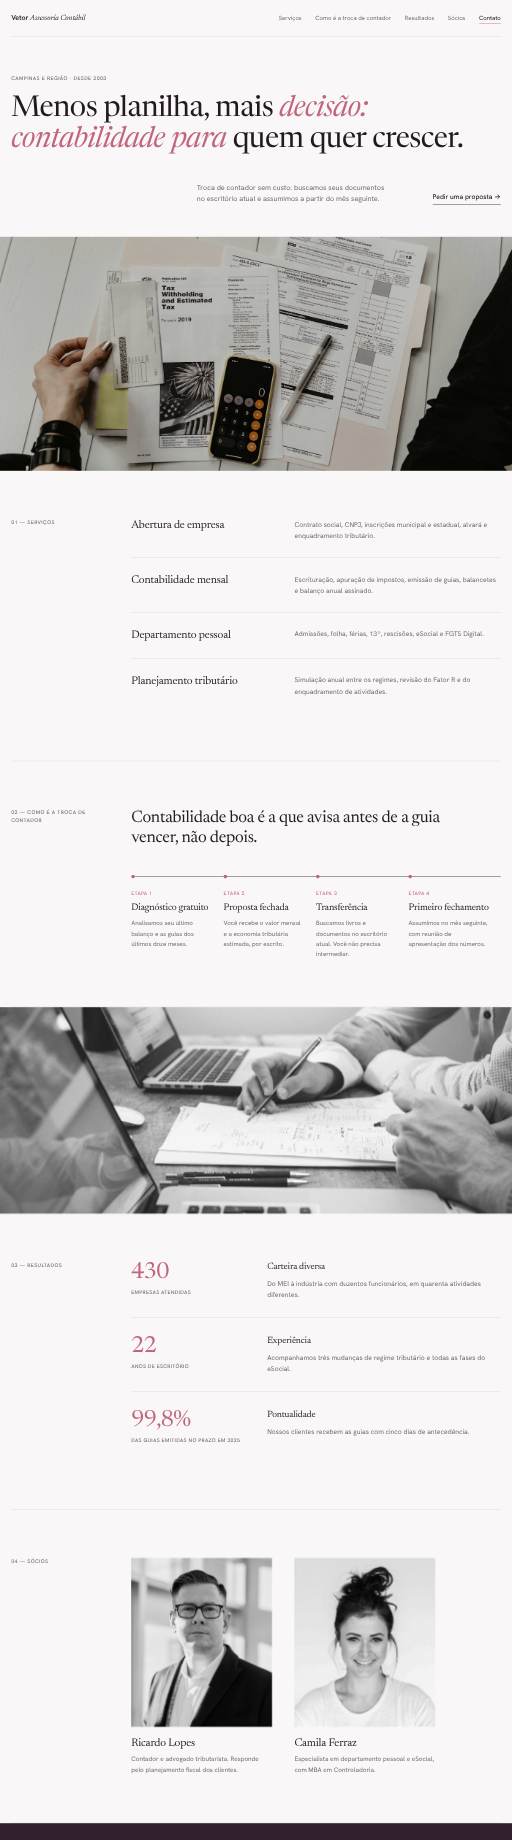 Vetor Assessoria Contábil
Serviços
Como é a troca de contador
Resultados
Sócios
Contato
CAMPINAS E REGIÃO · DESDE 2003
Menos planilha, mais decisão:
contabilidade para quem quer crescer.
Troca de contador sem custo: buscamos seus documentos
no escritório atual e assumimos a partir do mês seguinte.
Pedir uma proposta →
Tax
Withholding
and Estimated
Tax
2019
0
01 — SERVIÇOS
Abertura de empresa
Contrato social, CNPJ, inscrições municipal e estadual, alvará e
enquadramento tributário.
Contabilidade mensal
Escrituração, apuração de impostos, emissão de guias, balancetes
e balanço anual assinado.
Departamento pessoal
Admissões, folha, férias, 13º, rescisões, eSocial e FGTS Digital.
Planejamento tributário
Simulação anual entre os regimes, revisão do Fator R e do
enquadramento de atividades.
02 — COMO É A TROCA DE
CONTADOR
Contabilidade boa é a que avisa antes de a guia
vencer, não depois.
ETAPA 1
Diagnóstico gratuito
Analisamos seu último
balanço e as guias dos
últimos doze meses.
ETAPA 2
Proposta fechada
Você recebe o valor mensal
e a economia tributária
estimada, por escrito.
ETAPA 3
Transferência
Buscamos livros e
documentos no escritório
atual. Você não precisa
intermediar.
ETAPA 4
Primeiro fechamento
Assumimos no mês seguinte,
com reunião de
apresentação dos números.
03 — RESULTADOS
430
EMPRESAS ATENDIDAS
Carteira diversa
Do MEI à indústria com duzentos funcionários, em quarenta atividades
diferentes.
22
ANOS DE ESCRITÓRIO
Experiência
Acompanhamos três mudanças de regime tributário e todas as fases do
eSocial.
99,8%
DAS GUIAS EMITIDAS NO PRAZO EM 2025
Pontualidade
Nossos clientes recebem as guias com cinco dias de antecedência.
04 — SÓCIOS
Ricardo Lopes
Contador e advogado tributarista. Responde
pelo planejamento fiscal dos clientes.
Camila Ferraz
Especialista em departamento pessoal e eSocial,
com MBA em Controladoria.